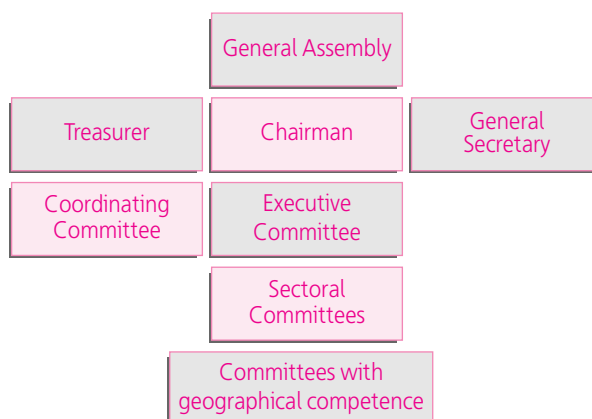 General Assembly
Treasurer
Chairman
General
Secretary
Coordinating
Committee
Executive
Committee
Sectoral
Committees
Committees with
geographical competence